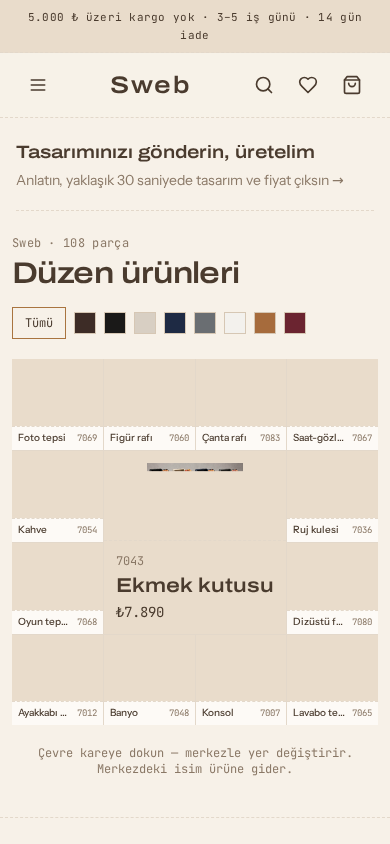 5.000 ₺ üzeri kargo yok · 3–5 iş günü · 14 gün
iade
Sweb
Tasarımınızı gönderin, üretelim
Anlatın, yaklaşık 30 saniyede tasarım ve fiyat çıksın →
Sweb · 108 parça
Düzen ürünleri
Tümü
Foto tepsi 7069
Figür rafı 7060
Çanta rafı 7083
Saat-gözl... 7067
Kahve 7054
Ruj kulesi 7036
7043
Ekmek kutusu
₺7.890
Oyun tep... 7068
Dizüstü f... 7080
Ayakkabı ... 7012
Banyo 7048
Konsol 7007
Lavabo te... 7065
Çevre kareye dokun — merkezle yer değiştirir.
Merkezdeki isim ürüne gider.